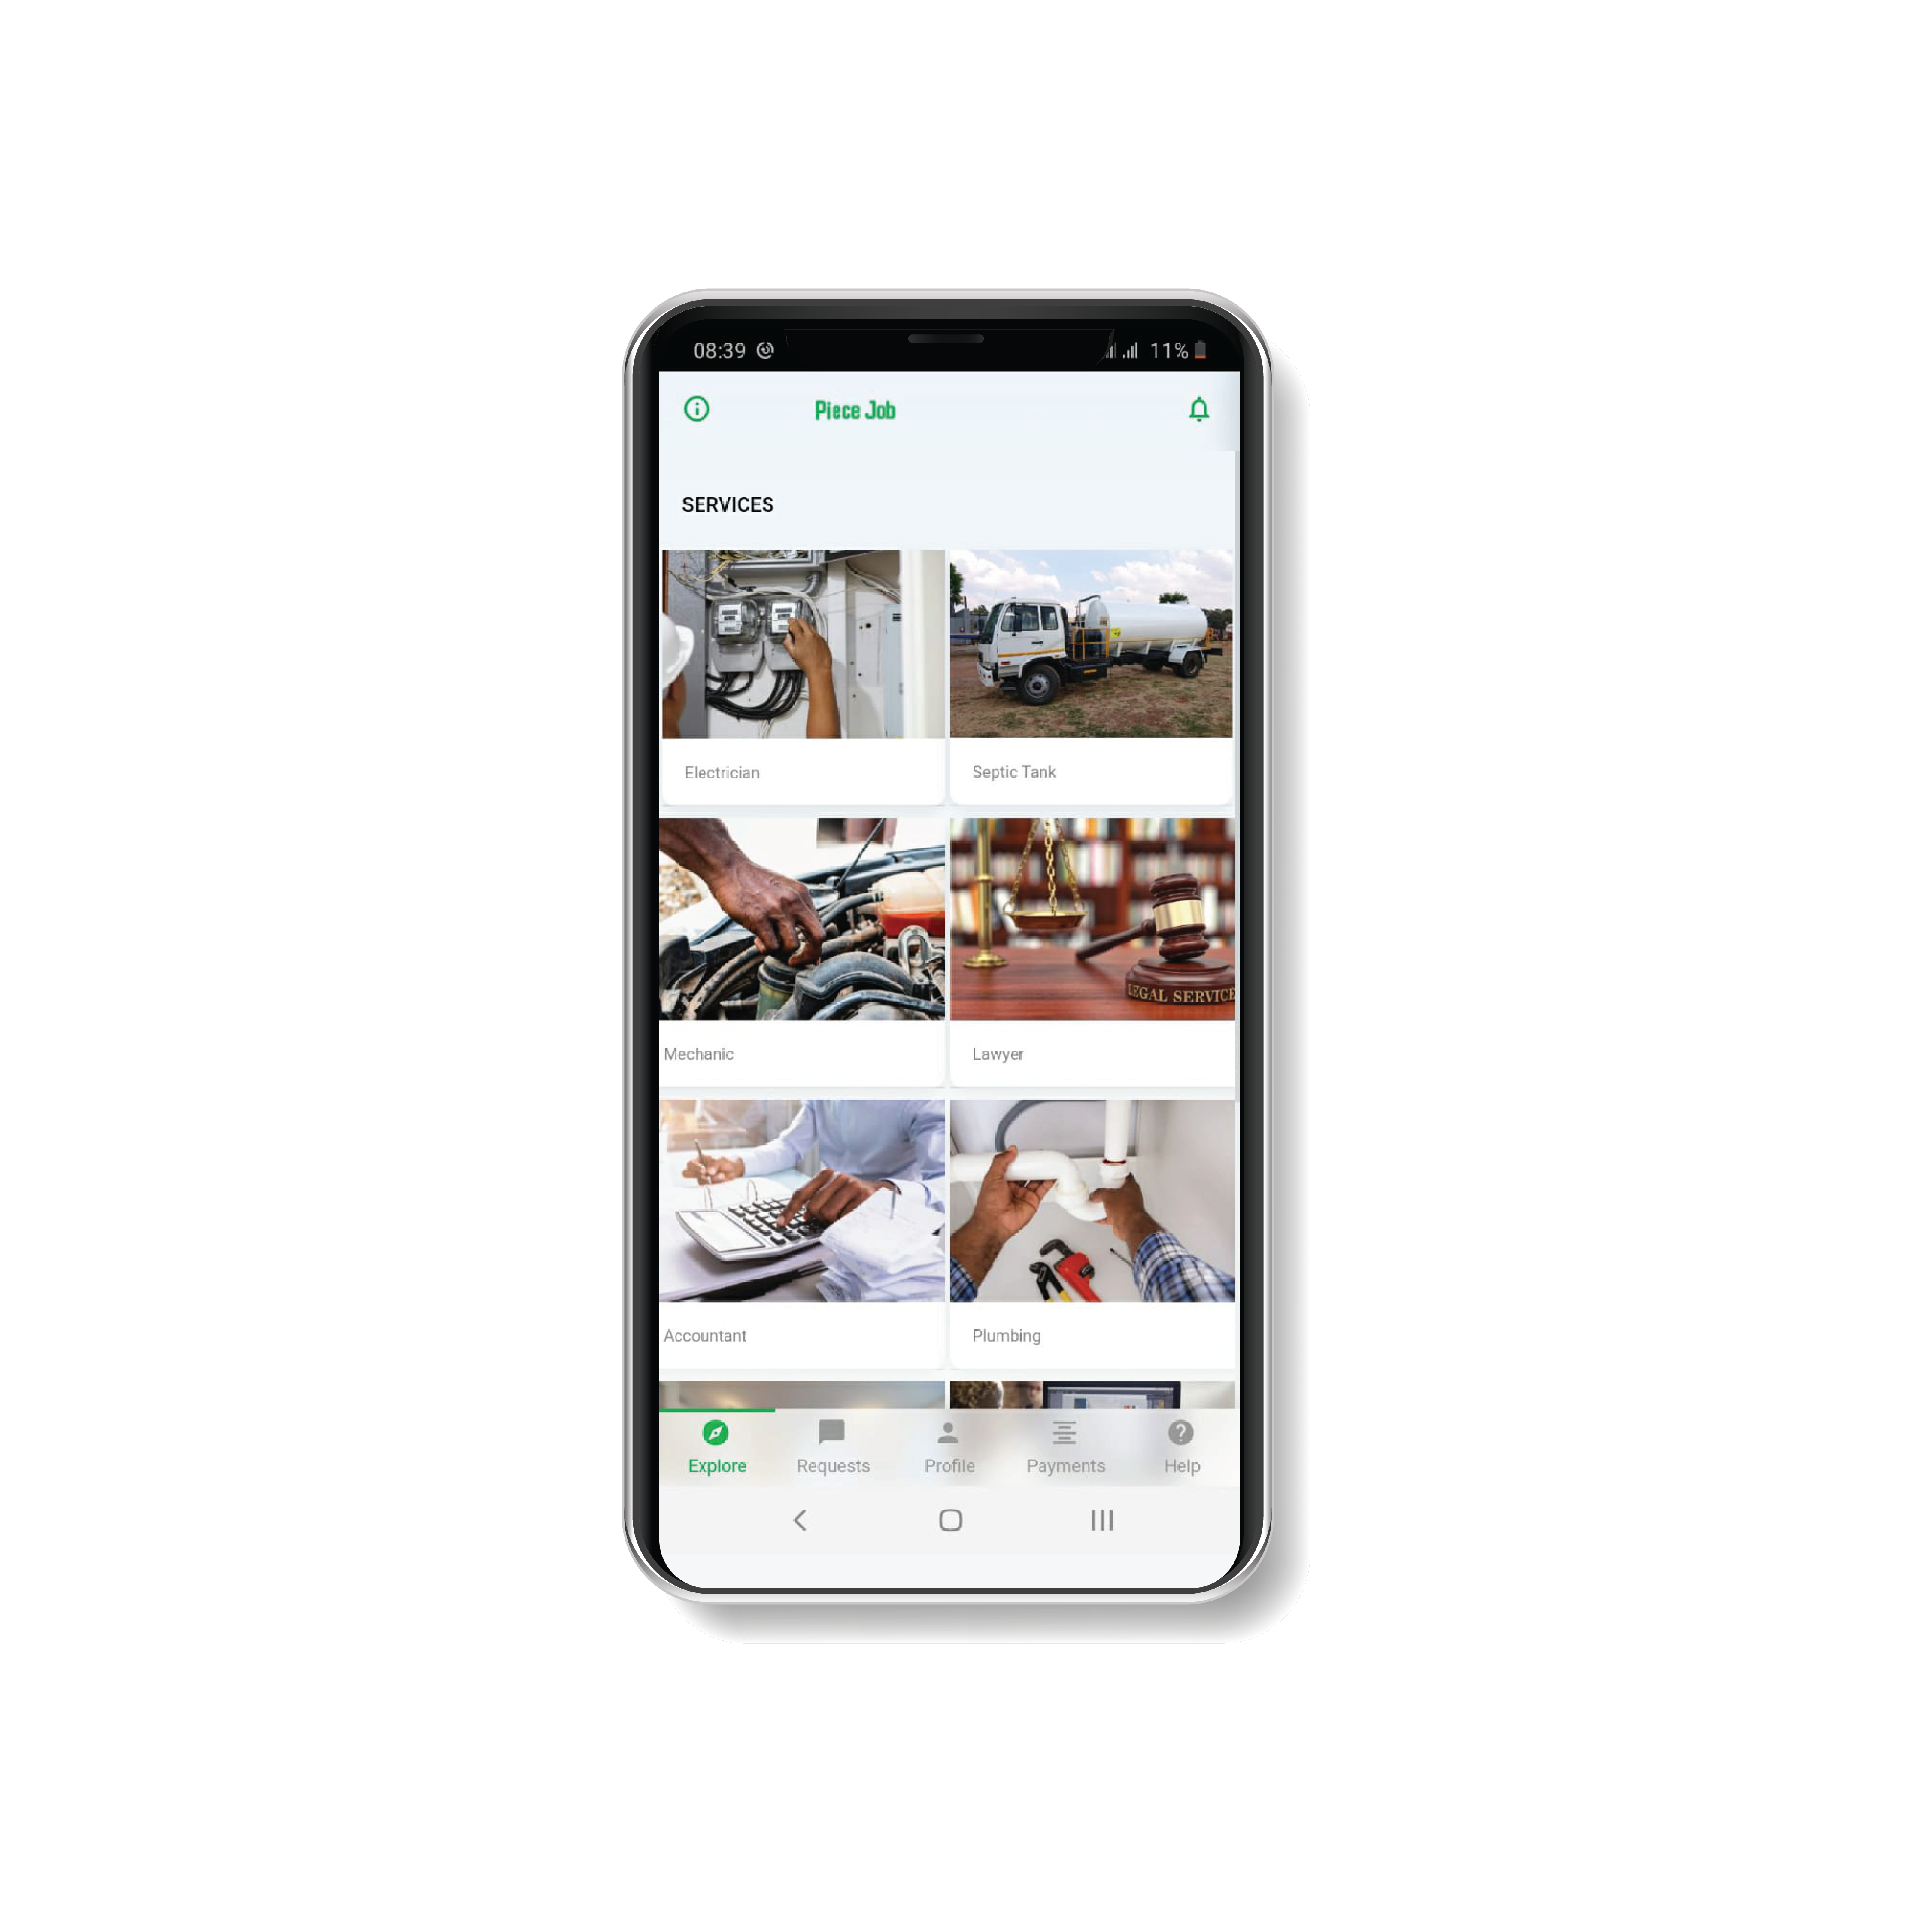 08:39 11%
Piece Job
SERVICES
Electrician Septic Tank
LEGAL SERVICE
Mechanic Lawyer
Accountant Plumbing
Explore Requests Profile Payments Help